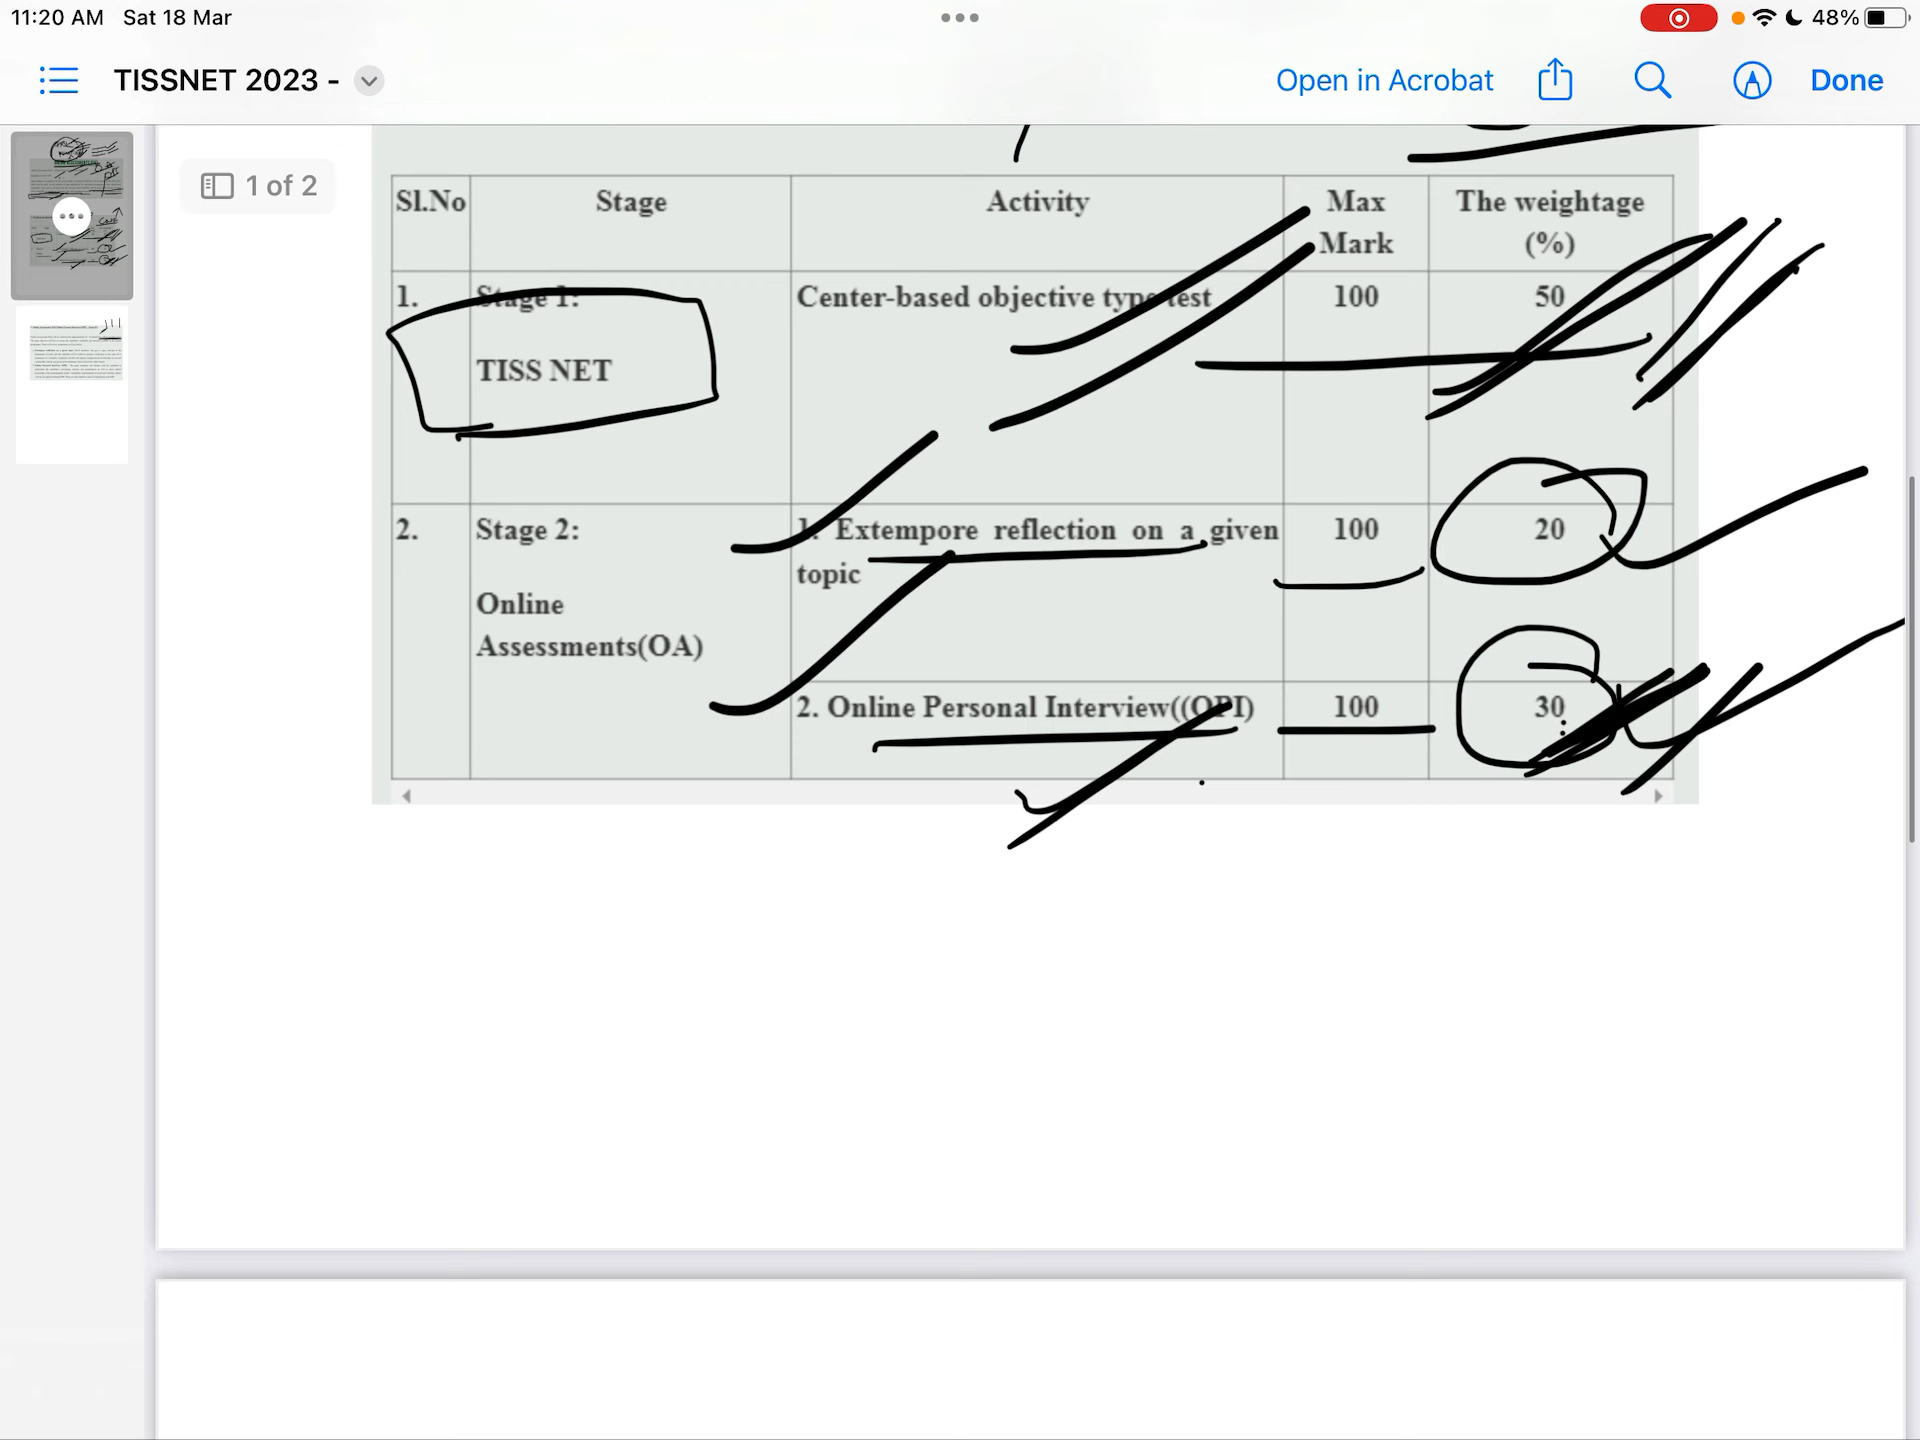 11:20 AM Sat 18 Mar
48%
TISSNET 2023 -
Open in Acrobat
Done
1 of 2
Sl.No Stage Activity Max Mark The weightage (%)
1. Stage 1: Center-based objective type test 100 50
TISS NET
2. Stage 2: 1. Extempore reflection on a given 100 20
topic
Online
Assessments(OA)
2. Online Personal Interview((OPI) 100 30